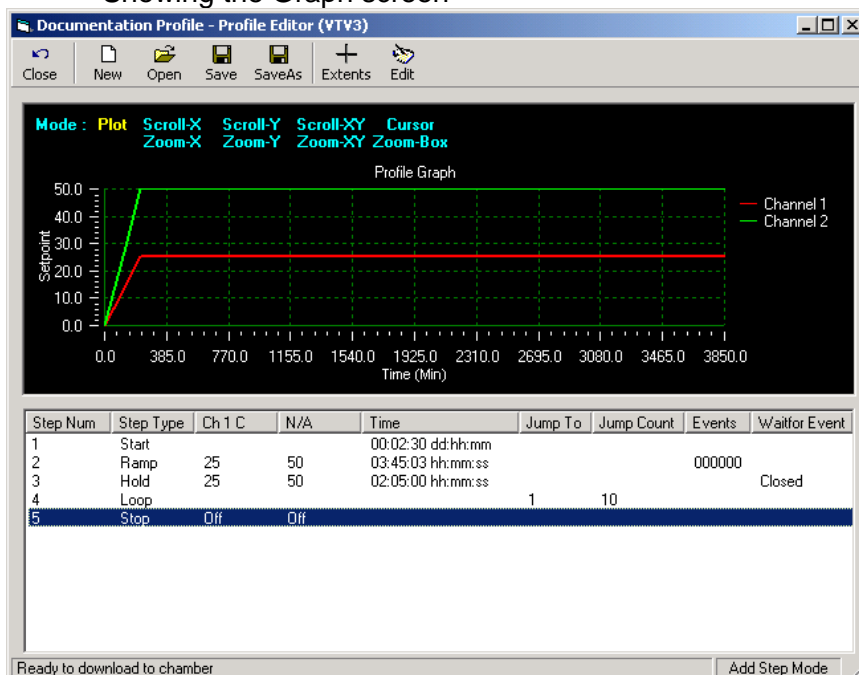 Showing the Graph screen
Documentation Profile - Profile Editor (VTV3)
Close New Open Save SaveAs Extents Edit
Mode : Plot Scroll-X Scroll-Y Scroll-XY Cursor
Zoom-X Zoom-Y Zoom-XY Zoom-Box
Profile Graph
50.0
40.0
30.0
20.0
10.0
0.0
Setpoint
Channel 1
Channel 2
0.0 385.0 770.0 1155.0 1540.0 1925.0 2310.0 2695.0 3080.0 3465.0 3850.0
Time (Min)
Step Num Step Type Ch 1 C N/A Time Jump To Jump Count Events Waitfor Event
1 Start 00:02:30 dd:hh:mm
2 Ramp 25 50 03:45:03 hh:mm:ss 000000
3 Hold 25 50 02:05:00 hh:mm:ss Closed
4 Loop 1 10
5 Stop Off Off
Ready to download to chamber Add Step Mode